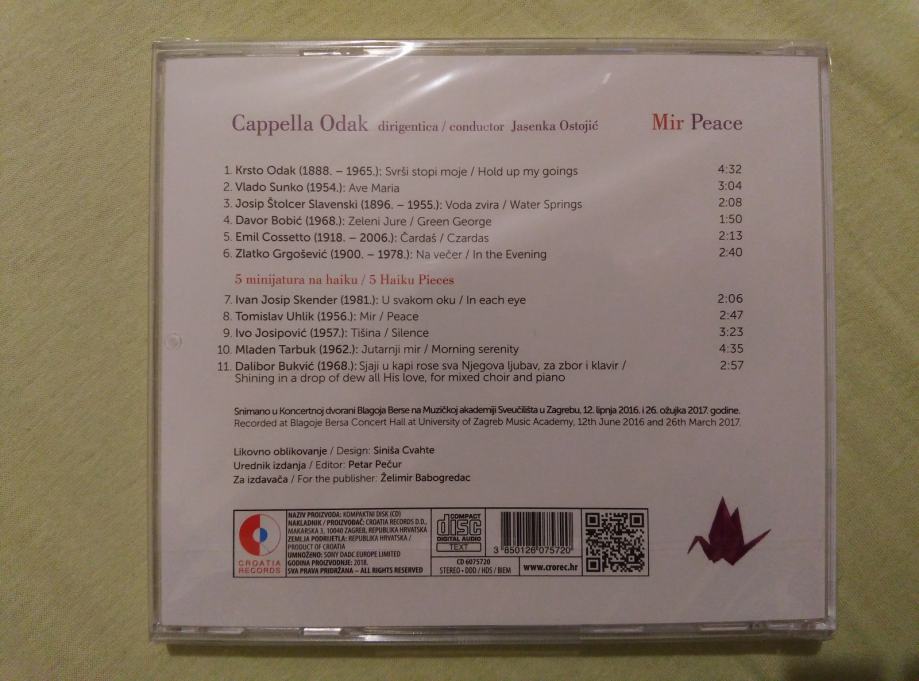 Cappella Odak dirigentica / conductor Jasenka Ostojić Mir Peace
1. Krsto Odak (1888. – 1965.): Svrši stopi moje / Hold up my goings 4:32
2. Vlado Sunko (1954.): Ave Maria 3:04
3. Josip Štolcer Slavenski (1896. – 1955.): Voda zvira / Water Springs 2:08
4. Davor Bobić (1968.): Zeleni Jure / Green George 1:50
5. Emil Cossetto (1918. – 2006.): Čardaš / Czardas 2:13
6. Zlatko Grgošević (1900. – 1978.): Na večer / In the Evening 2:40
5 minijatura na haiku / 5 Haiku Pieces
7. Ivan Josip Skender (1981.): U svakom oku / In each eye 2:06
8. Tomislav Uhlik (1956.): Mir / Peace 2:47
9. Ivo Josipović (1957.): Tišina / Silence 3:23
10. Mladen Tarbuk (1962.): Jutarnji mir / Morning serenity 4:35
11. Dalibor Bukvić (1968.): Sjaji u kapi rose sva Njegova ljubav, za zbor i klavir / 2:57
Shining in a drop of dew all His love, for mixed choir and piano
Snimano u Koncertnoj dvorani Blagoja Berse na Muzičkoj akademiji Sveučilišta u Zagrebu, 12. lipnja 2016. i 26. ožujka 2017. godine.
Recorded at Blagoje Bersa Concert Hall at University of Zagreb Music Academy, 12th June 2016 and 26th March 2017.
Likovno oblikovanje / Design: Siniša Cvahte
Urednik izdanja / Editor: Petar Pečur
Za izdavača / For the publisher: Želimir Babogredac
CROATIA
RECORDS
NAZIV PROIZVODA: KOMPAKTNI DISK (CD)
NAKLADNIK / PROIZVOĐAČ: CROATIA RECORDS D.D.,
MAKARSKA 3, 10040 ZAGREB, REPUBLIKA HRVATSKA
ZEMLJA PODRIJETLA: REPUBLIKA HRVATSKA /
PRODUCT OF CROATIA
UMNOŽENO: SONY DADC EUROPE LIMITED
GODINA PROIZVODNJE: 2018.
SVA PRAVA PRIDRŽANA – ALL RIGHTS RESERVED
COMPACT
disc
DIGITAL AUDIO
TEXT
CD 6075720
STEREO • DDD / HDS / BIEM
3 850126 075720
www.crorec.hr